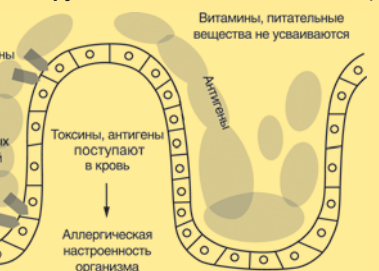 Витамины, питательные
вещества не усваиваются
Антигены
Токсины, антигены
поступают
в кровь
Аллергическая
настроенность
организма